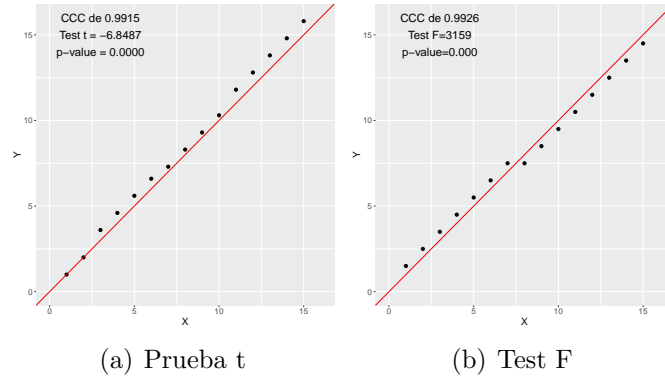 CCC de 0.9915
Test t = −6.8487
p−value = 0.0000
15
10
5
0
Y
0
5
10
15
X
(a) Prueba t
CCC de 0.9926
Test F=3159
p−value=0.000
15
10
5
0
Y
0
5
10
15
X
(b) Test F